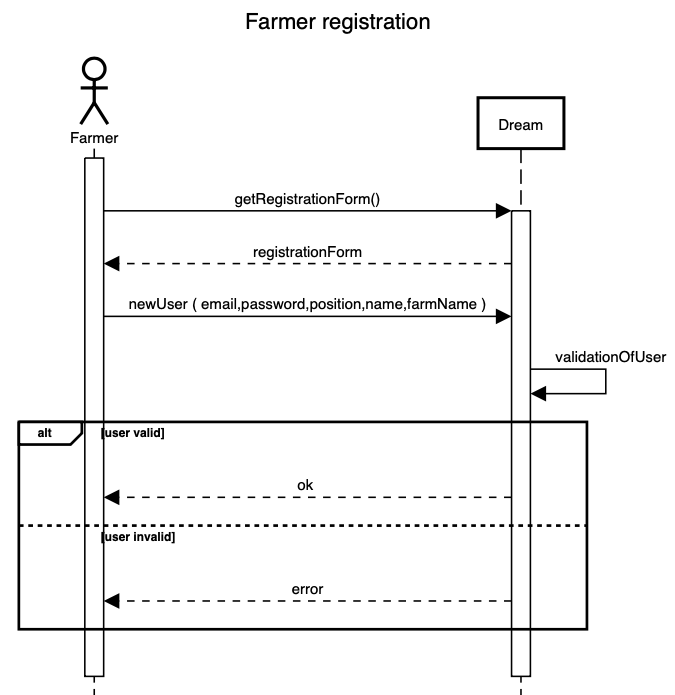 Farmer registration
Farmer
Dream
getRegistrationForm()
registrationForm
newUser ( email,password,position,name,farmName )
validationOfUser
alt
[user valid]
ok
[user invalid]
error